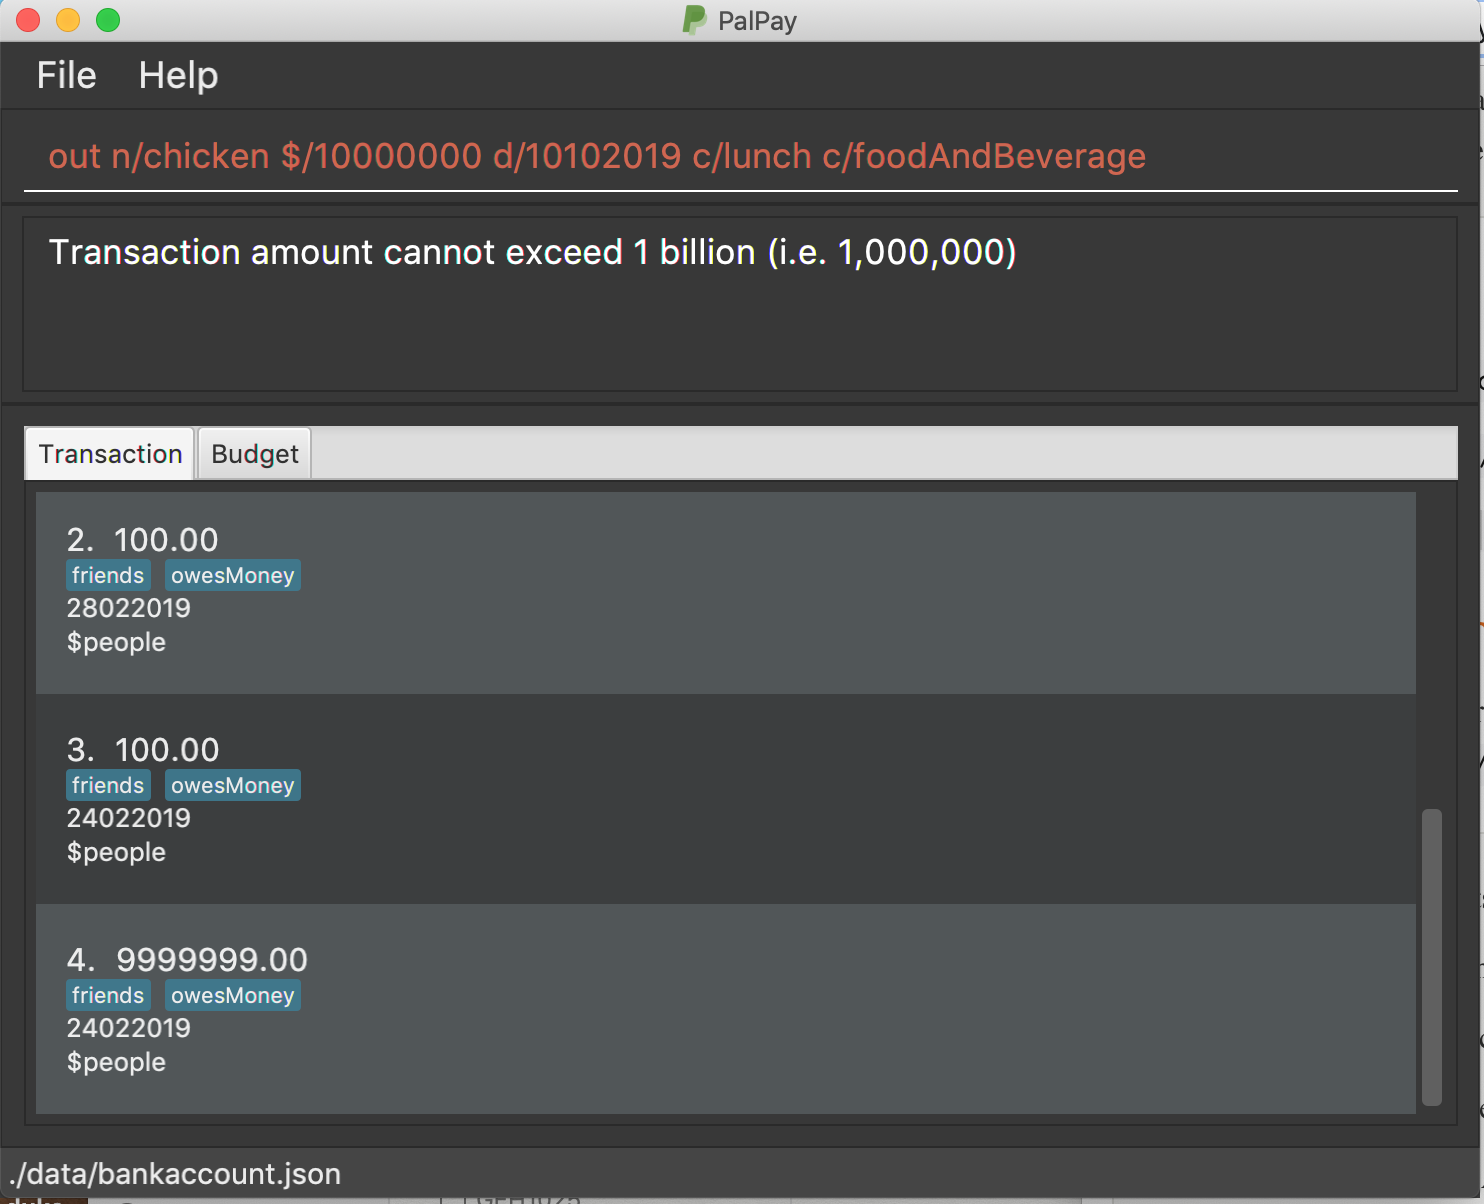 PalPay
File Help
out n/chicken $/10000000 d/10102019 c/lunch c/foodAndBeverage
Transaction amount cannot exceed 1 billion (i.e. 1,000,000)
Transaction Budget
2. 100.00
friends owesMoney
28022019
$people
3. 100.00
friends owesMoney
24022019
$people
4. 9999999.00
friends owesMoney
24022019
$people
./data/bankaccount.json